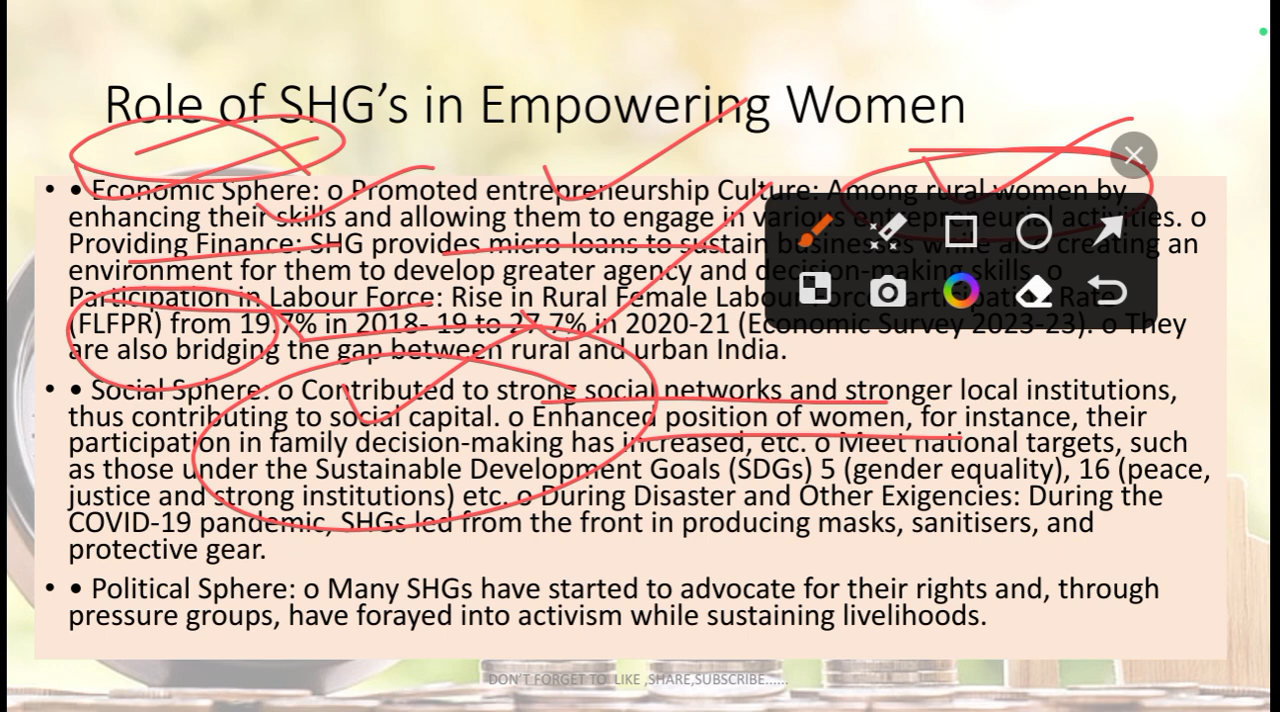 Role of SHG's in Empowering Women
• • Economic Sphere: o Promoted entrepreneurship Culture: Among rural women by
enhancing their skills and allowing them to engage in various entrepreneurial activities. o
Providing Finance: SHG provides micro loans to sustain businesses while also creating an
environment for them to develop greater agency and decision-making skills. o
Participation in Labour Force: Rise in Rural Female Labour Force Participation Rate
(FLFPR) from 19.7% in 2018- 19 to 27.7% in 2020-21 (Economic Survey 2023-23). o They
are also bridging the gap between rural and urban India.
• • Social Sphere: o Contributed to strong social networks and stronger local institutions,
thus contributing to social capital. o Enhanced position of women, for instance, their
participation in family decision-making has increased, etc. o Meet national targets, such
as those under the Sustainable Development Goals (SDGs) 5 (gender equality), 16 (peace,
justice and strong institutions) etc. o During Disaster and Other Exigencies: During the
COVID-19 pandemic, SHGs led from the front in producing masks, sanitisers, and
protective gear.
• • Political Sphere: o Many SHGs have started to advocate for their rights and, through
pressure groups, have forayed into activism while sustaining livelihoods.
DON'T FORGET TO LIKE ,SHARE,SUBSCRIBE......